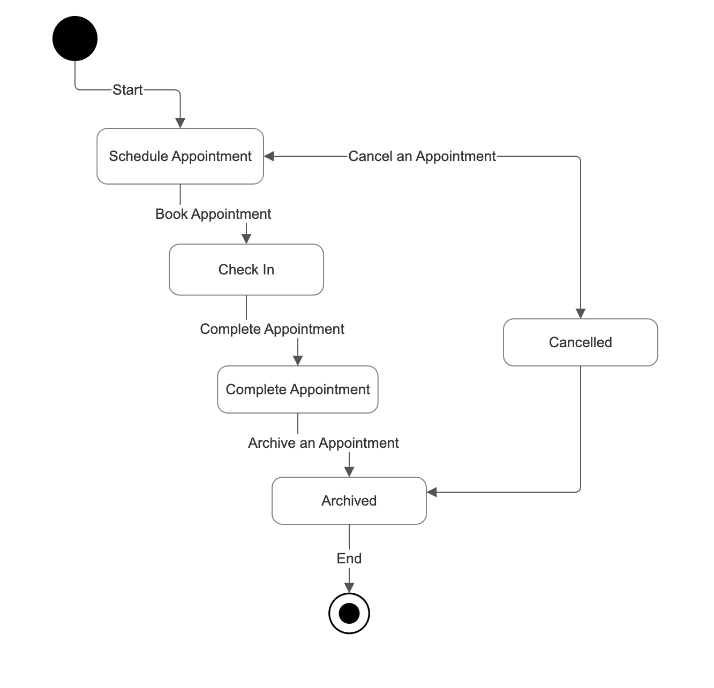 Start
Schedule Appointment
Cancel an Appointment
Book Appointment
Check In
Complete Appointment
Cancelled
Complete Appointment
Archive an Appointment
Archived
End